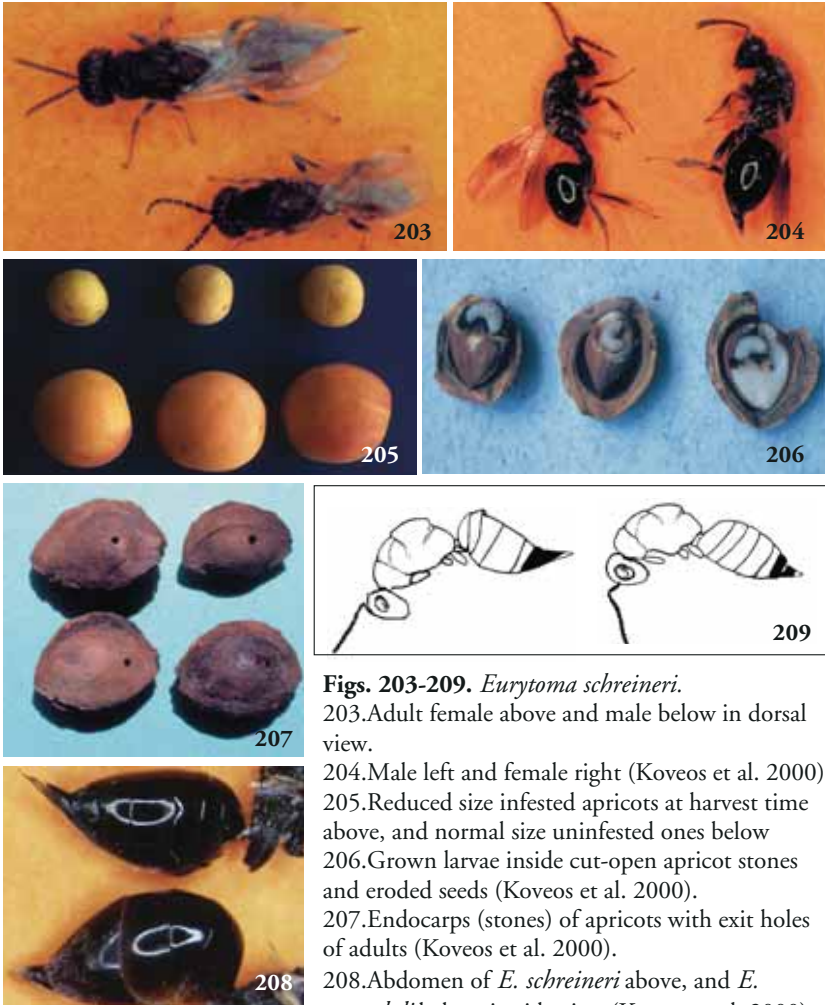 203
204
205
206
207
209
208
Figs. 203-209. Eurytoma schreineri.
203.Adult female above and male below in dorsal
view.
204.Male left and female right (Koveos et al. 2000)
205.Reduced size infested apricots at harvest time
above, and normal size uninfested ones below
206.Grown larvae inside cut-open apricot stones
and eroded seeds (Koveos et al. 2000).
207.Endocarps (stones) of apricots with exit holes
of adults (Koveos et al. 2000).
208.Abdomen of E. schreineri above, and E.